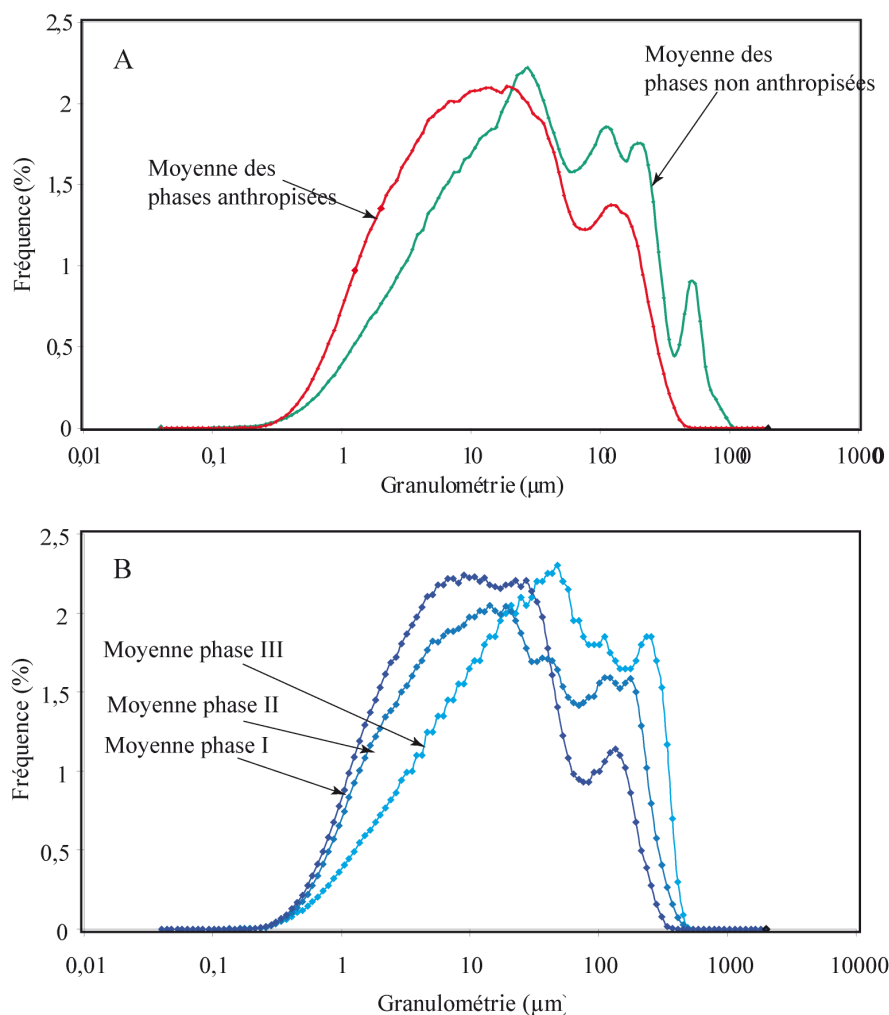 2,5
A
Moyenne des
phases non anthropisées
2
Moyenne des
phases anthropisées
1,5
Fréquence (%)
1
0,5
0
0,01
0,1
1
10
100
1000
10000
Granulométrie (µm)
2,5
B
2
Moyenne phase III
1,5
Moyenne phase II
Moyenne phase I
Fréquence (%)
1
0,5
0
0,01
0,1
1
10
100
1000
10000
Granulométrie (µm)